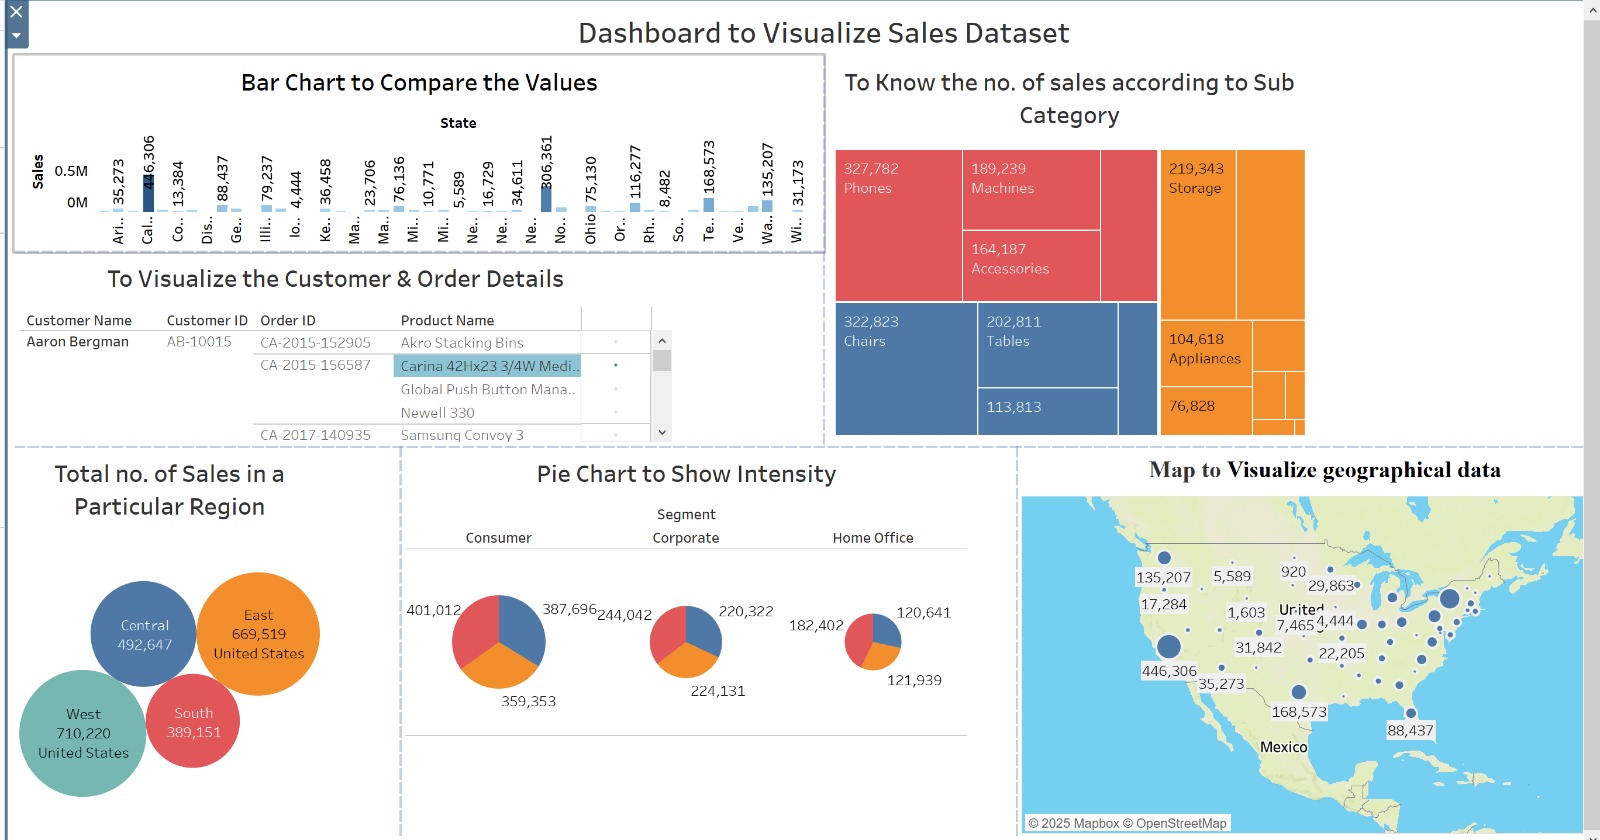 Dashboard to Visualize Sales Dataset
Bar Chart to Compare the Values
State
Sales
0.5M
0M
35,273
446,306
13,384
88,437
79,237
4,444
36,458
23,706
76,136
10,771
5,589
16,729
34,611
306,361
75,130
116,277
8,482
168,573
135,207
31,173
Ari..
Cal..
Co..
Dis..
Ge..
Illi..
Io..
Ke..
Ma..
Ma..
Mi..
Mi..
Ne..
Ne..
Ne..
No..
Ohio
Or..
Rh..
So..
Te..
Ve..
Wa..
Wi..
To Know the no. of sales according to Sub
Category
327,782
Phones
189,239
Machines
164,187
Accessories
322,823
Chairs
202,811
Tables
113,813
219,343
Storage
104,618
Appliances
76,828
To Visualize the Customer & Order Details
Customer Name Customer ID Order ID Product Name
Aaron Bergman AB-10015 CA-2015-152905 Akro Stacking Bins
CA-2015-156587 Carina 42Hx23 3/4W Medi..
Global Push Button Mana..
Newell 330
CA-2017-140935 Samsung Convoy 3
Total no. of Sales in a
Particular Region
Central
492,647
East
669,519
United States
West
710,220
United States
South
389,151
Pie Chart to Show Intensity
Segment
Consumer Corporate Home Office
401,012
387,696
359,353
244,042
220,322
224,131
182,402
120,641
121,939
Map to Visualize geographical data
135,207
5,589
920
29,863
17,284
1,603
United
7,465
4,444
31,842
22,205
446,306
35,273
168,573
88,437
Mexico
© 2025 Mapbox © OpenStreetMap